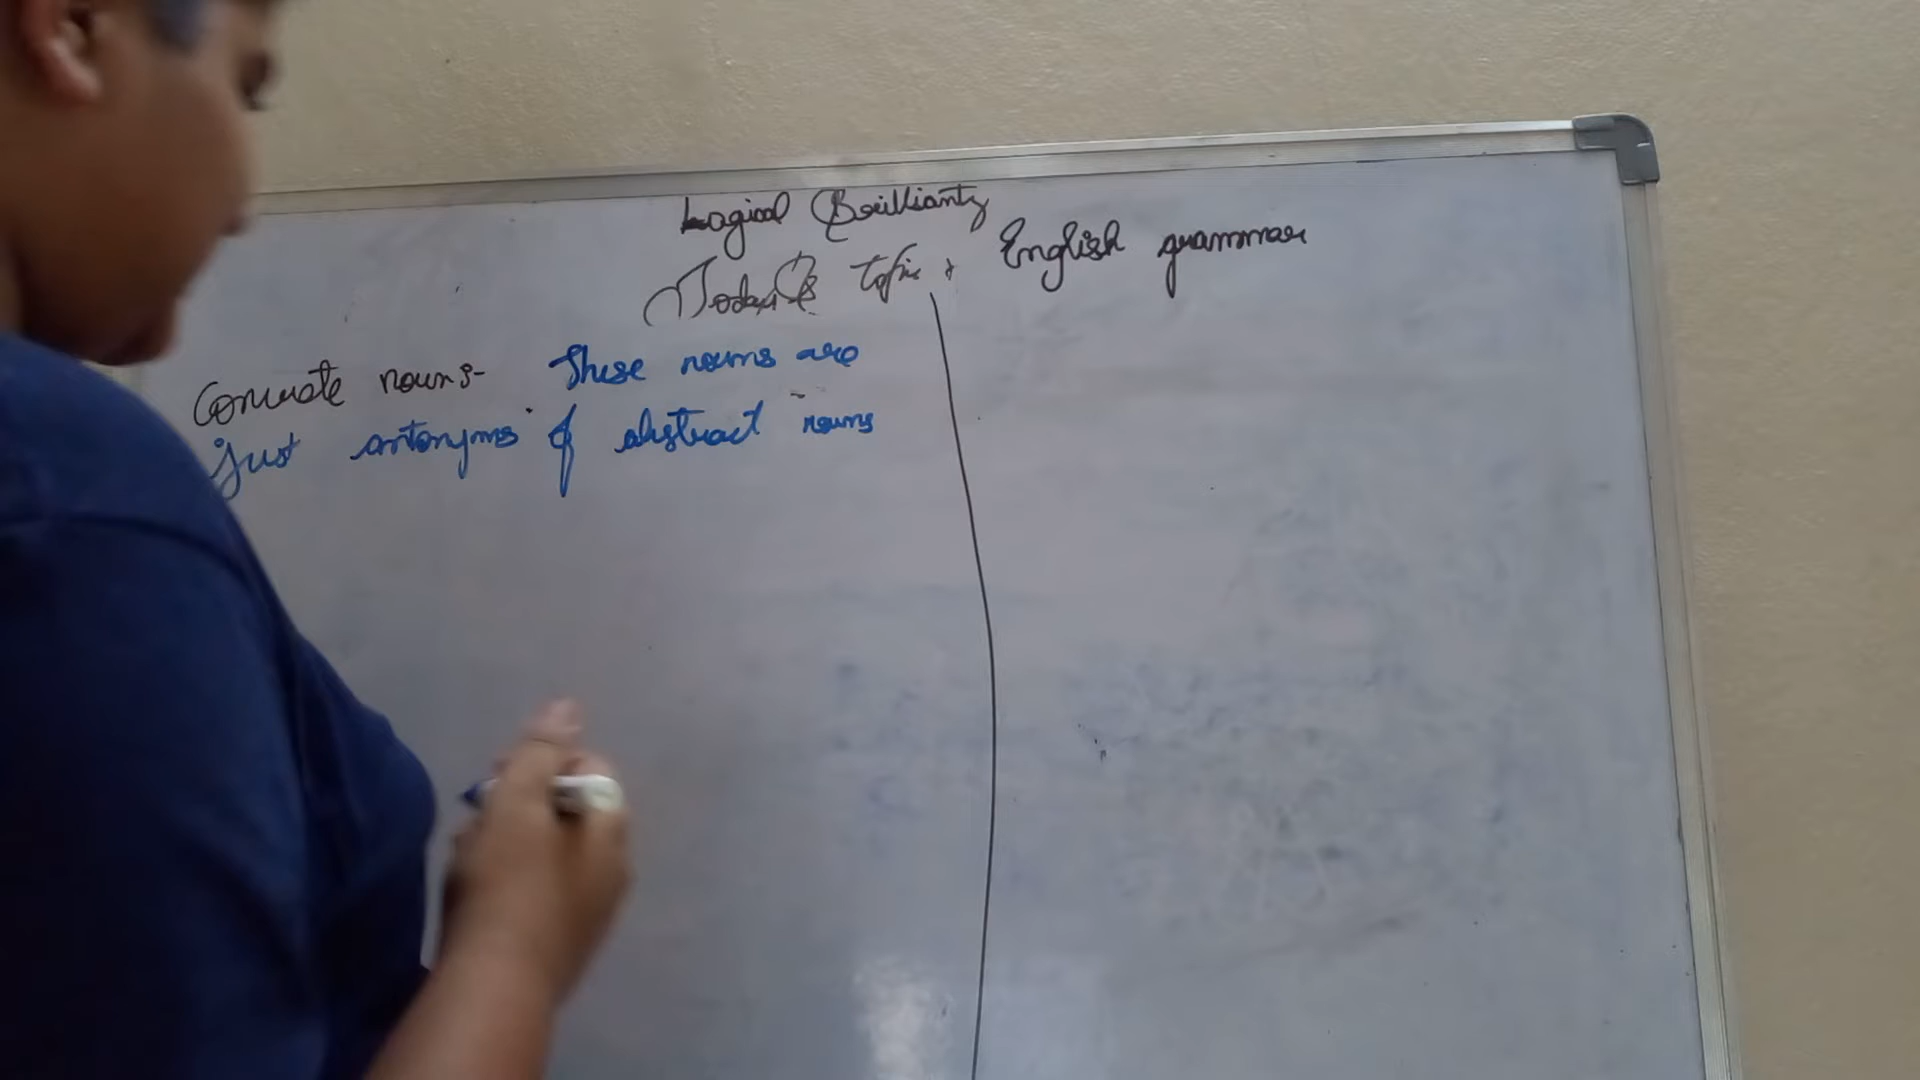 Logical Brilliantz
Today's Topic : English grammar
Concrete nouns- These nouns are
just antonyms of abstract nouns